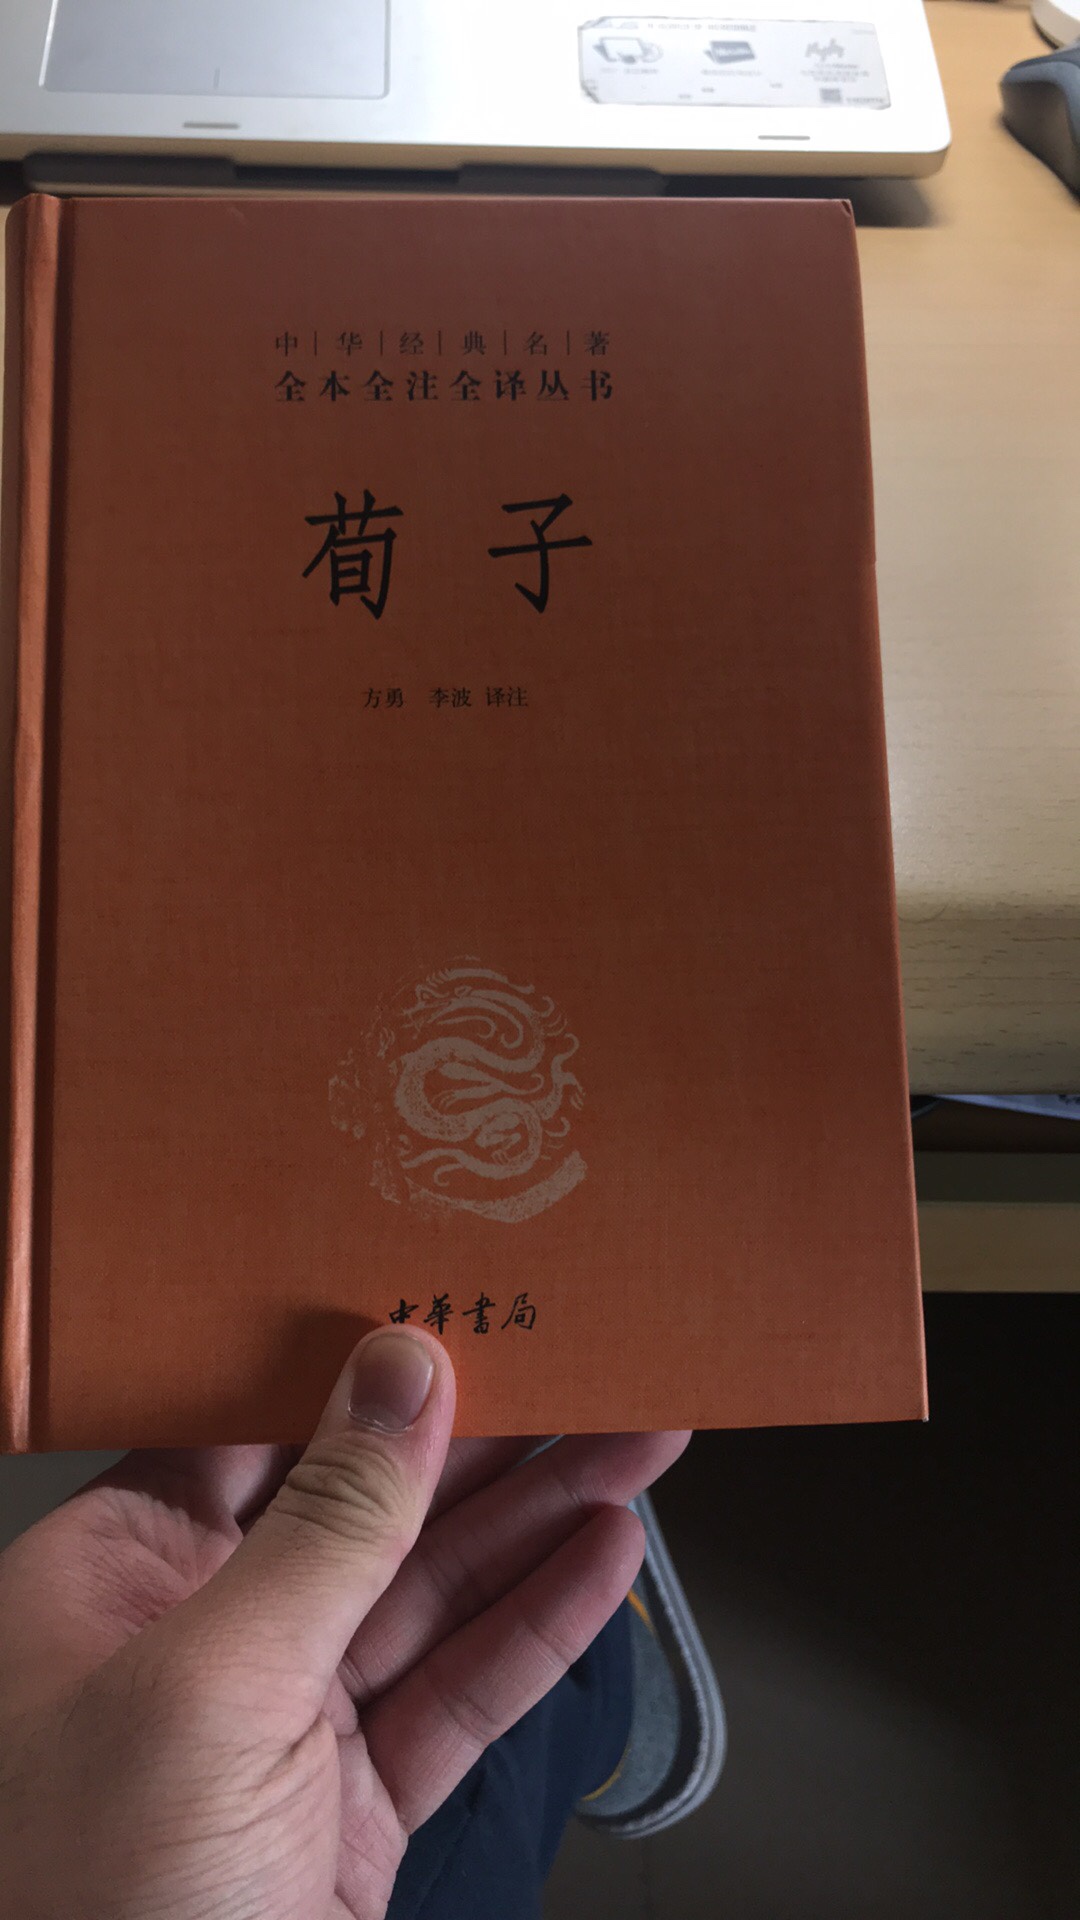 中|华|经|典|名|著
全本全注全译丛书
荀子
方勇 李波 译注
中華書局